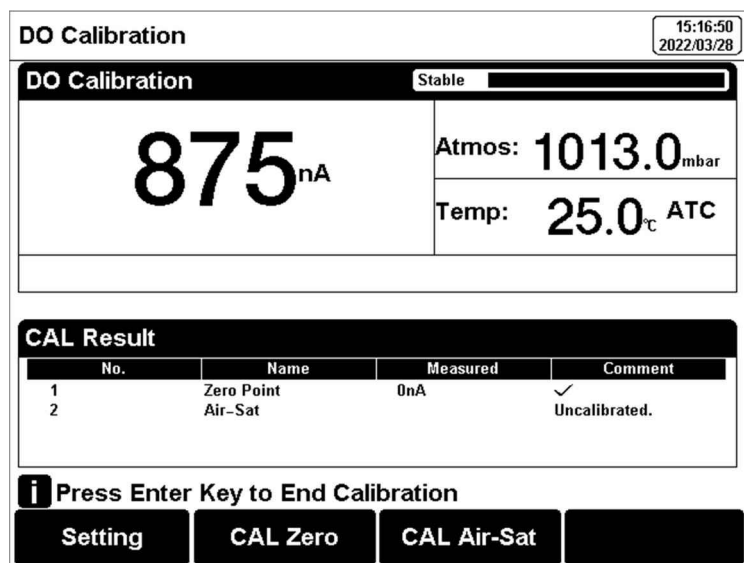 DO Calibration
15:16:50
2022/03/28
DO Calibration
Stable
875nA
Atmos: 1013.0mbar
Temp: 25.0℃ ATC
CAL Result
No. Name Measured Comment
1 Zero Point 0nA ✓
2 Air-Sat Uncalibrated.
i Press Enter Key to End Calibration
Setting CAL Zero CAL Air-Sat